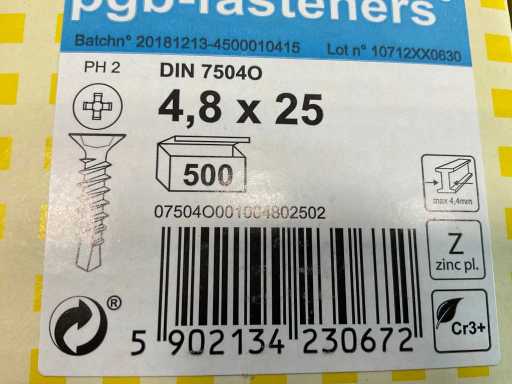 pgb-fasteners®
Batchn° 20181213-4500010415
Lot n° 10712XX0630
PH 2
DIN 7504O
4,8 x 25
500
max 4,4mm
07504O001004802502
Z
zinc pl.
®
Cr3+
5 902134 230672